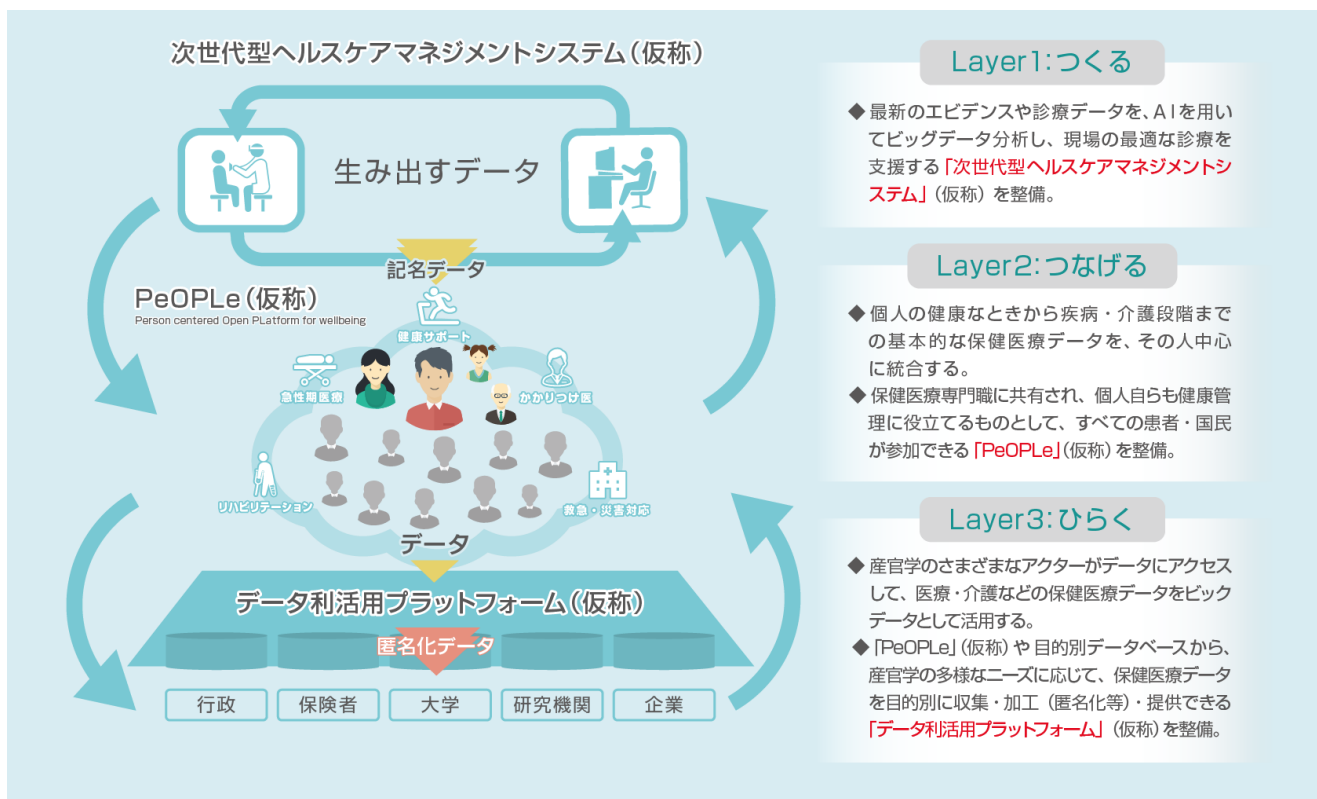 次世代型ヘルスケアマネジメントシステム(仮称)
生み出すデータ
記名データ
PeOPLe(仮称)
Person centered Open PLatform for wellbeing
健康サポート
急性期医療
かかりつけ医
リハビリテーション
救急・災害対応
データ
データ利活用プラットフォーム(仮称)
匿名化データ
行政
保険者
大学
研究機関
企業
Layer1:つくる
◆最新のエビデンスや診療データを、AIを用い
てビッグデータ分析し、現場の最適な診療を
支援する「次世代型ヘルスケアマネジメントシ
ステム」(仮称)を整備。
Layer2:つなげる
◆個人の健康なときから疾病・介護段階まで
の基本的な保健医療データを、その人中心
に統合する。
◆保健医療専門職に共有され、個人自らも健康管
理に役立てるものとして、すべての患者・国民
が参加できる「PeOPLe」(仮称)を整備。
Layer3:ひらく
◆産官学のさまざまなアクターがデータにアクセス
して、医療・介護などの保健医療データをビック
データとして活用する。
◆「PeOPLe」(仮称)や目的別データベースから、
産官学の多様なニーズに応じて、保健医療データ
を目的別に収集・加工(匿名化等)・提供できる
「データ利活用プラットフォーム」(仮称)を整備。